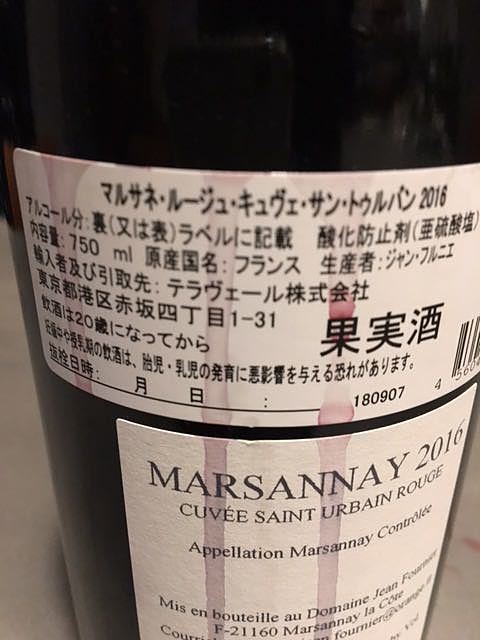 マルサネ・ルージュ・キュヴェ・サン・トゥルバン 2016
アルコール分:裏(又は表)ラベルに記載 酸化防止剤(亜硫酸塩)
内容量:750 ml 原産国名:フランス 生産者:ジャン・フルニエ
輸入者及び引取先:テラヴェール株式会社
東京都港区赤坂四丁目1-31
飲酒は20歳になってから 果実酒
妊娠中や授乳期の飲酒は、胎児・乳児の発育に悪影響を与える恐れがあります。
抜栓日時: 月 日 : 180907
MARSANNAY 2016
CUVÉE SAINT URBAIN ROUGE
Appellation Marsannay Contrôlée
Mis en bouteille au Domaine Jean Fournier
F-21160 Marsannay la Côte
fournier@orange.